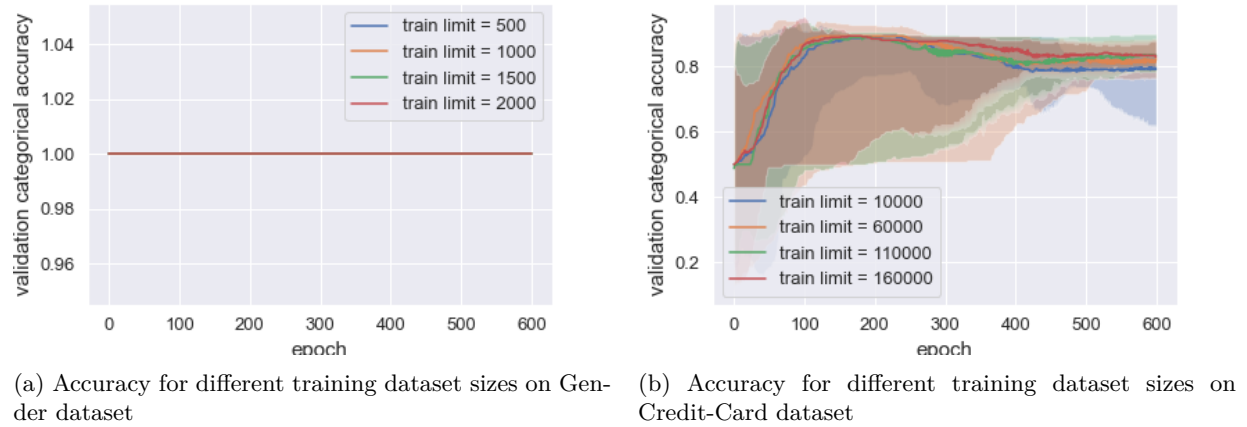 validation categorical accuracy
1.04
1.02
1.00
0.98
0.96
train limit = 500
train limit = 1000
train limit = 1500
train limit = 2000
0 100 200 300 400 500 600
epoch
(a) Accuracy for different training dataset sizes on Gen-
der dataset
validation categorical accuracy
0.8
0.6
0.4
0.2
train limit = 10000
train limit = 60000
train limit = 110000
train limit = 160000
0 100 200 300 400 500 600
epoch
(b) Accuracy for different training dataset sizes on
Credit-Card dataset